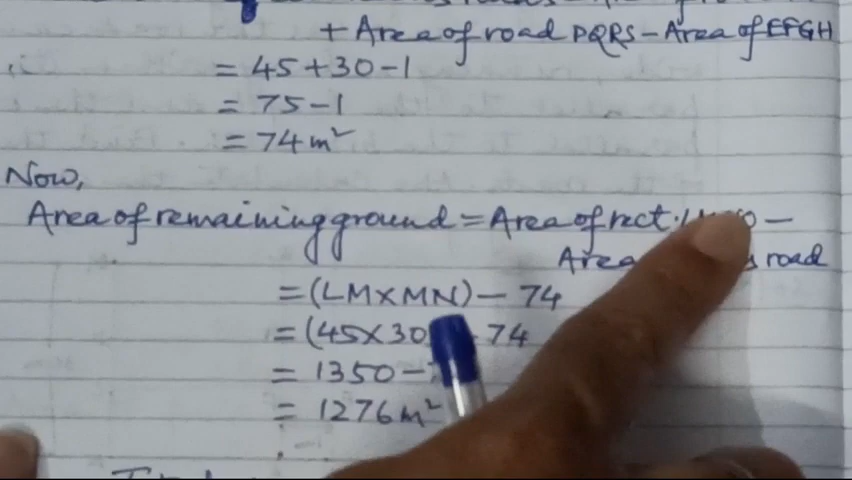 + Area of road PQRS - Area of EFGH
= 45 + 30 - 1
= 75 - 1
= 74 m²
Now,
Area of remaining ground = Area of rect. -
Area road
= (LM × MN) - 74
= (45 × 30 74
= 1350 -
= 1276 m²